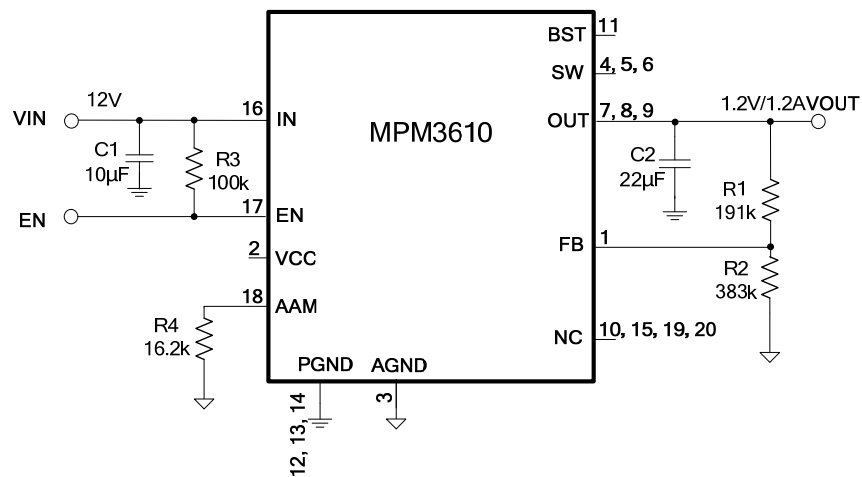 BST
11
SW
4, 5, 6
VIN
12V
16
IN
MPM3610
OUT
7, 8, 9
1.2V/1.2AVOUT
C1
10µF
R3
100k
C2
22µF
R1
191k
EN
17
EN
FB
1
2
VCC
R2
383k
18
AAM
R4
16.2k
NC
10, 15, 19, 20
PGND
AGND
12, 13, 14
3